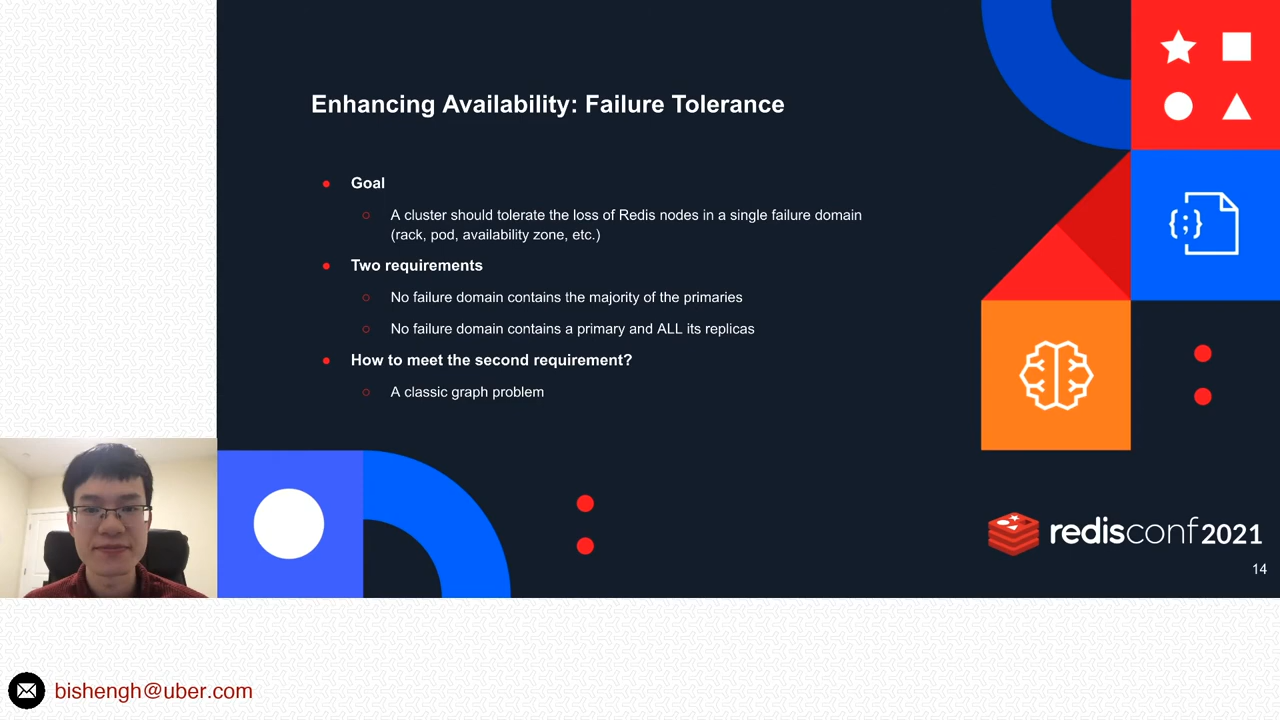 Enhancing Availability: Failure Tolerance
Goal
A cluster should tolerate the loss of Redis nodes in a single failure domain
(rack, pod, availability zone, etc.)
Two requirements
No failure domain contains the majority of the primaries
No failure domain contains a primary and ALL its replicas
How to meet the second requirement?
A classic graph problem
{;}
redisconf 2021
14
bishengh@uber.com